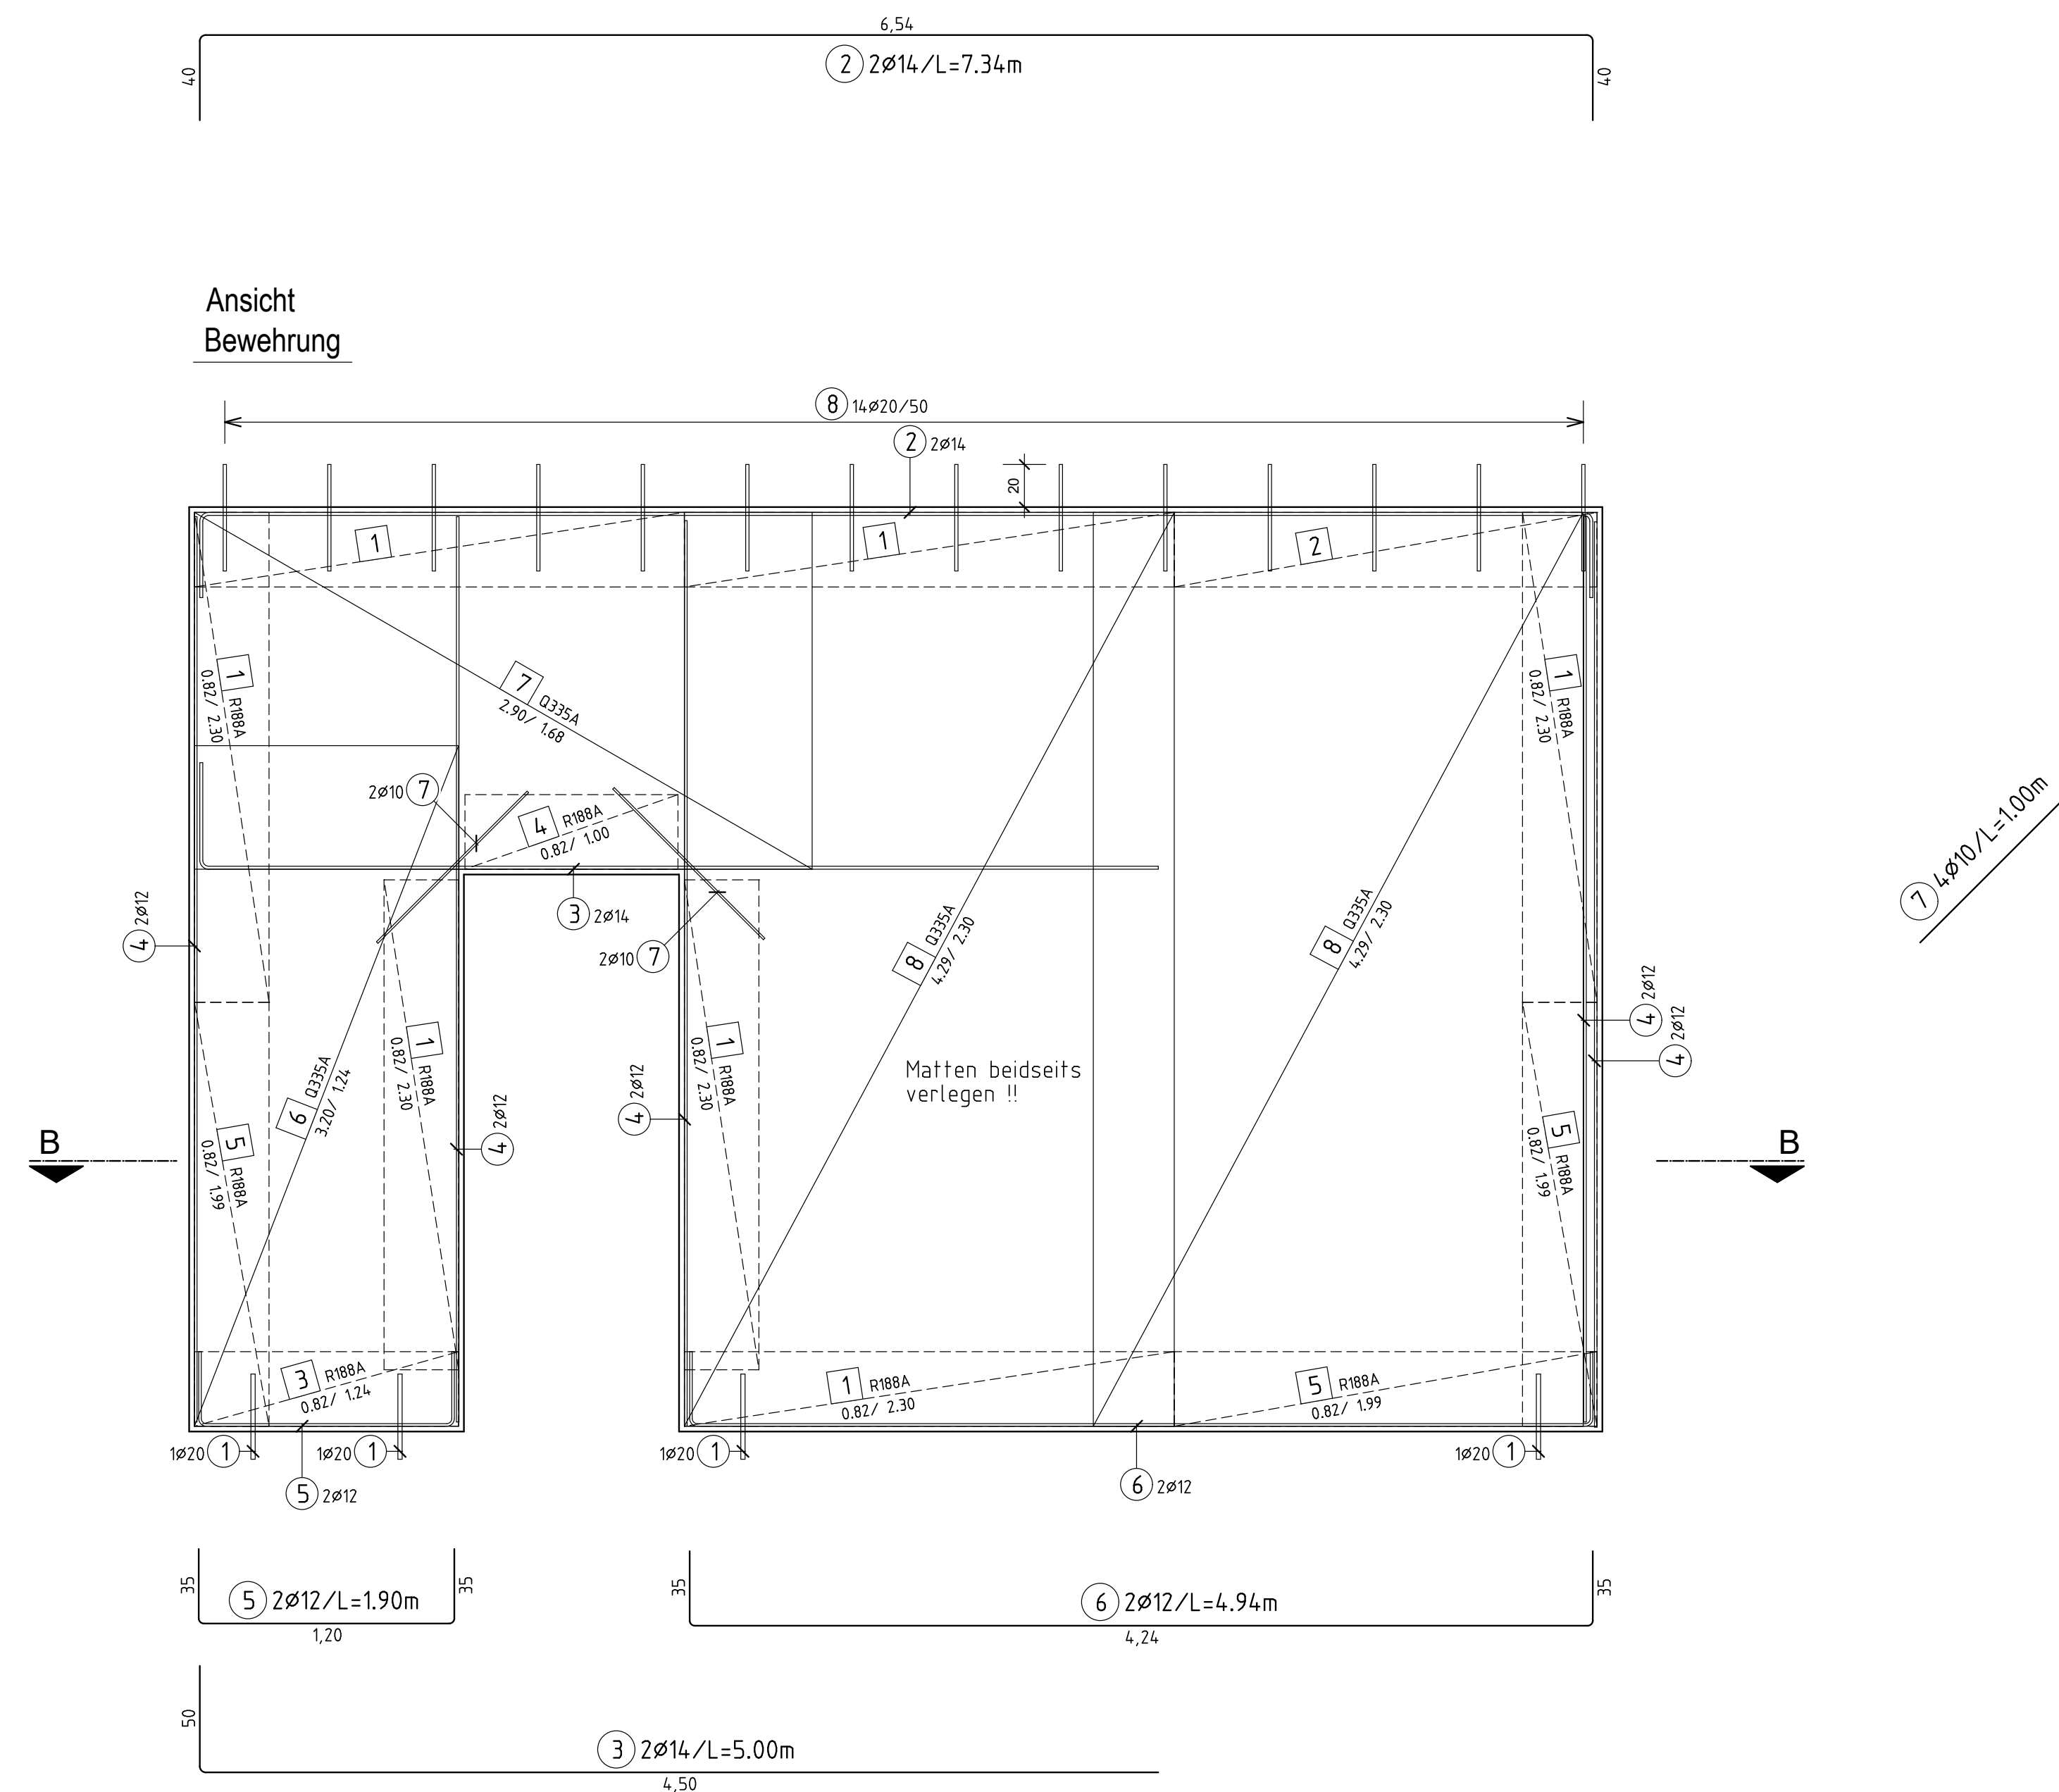 6,54
40
② 2Ø14/L=7.34m
40
Ansicht
Bewehrung
⑧ 14Ø20/50
② 2Ø14
20
1
1
2
1 R188A
0.82/ 2.30
7 Q335A
2.90/ 1.68
1 R188A
0.82/ 2.30
2Ø10 ⑦
4 R188A
0.82/ 1.00
⑦ 4Ø10/L=1.00m
④ 2Ø12
③ 2Ø14
2Ø10 ⑦
8 Q335A
4.29/ 2.30
8 Q335A
4.29/ 2.30
④ 2Ø12
④ 2Ø12
1 R188A
0.82/ 2.30
1 R188A
0.82/ 2.30
Matten beidseits
verlegen !!
6 Q335A
3.20/ 1.24
④ 2Ø12
④ 2Ø12
B
B
5 R188A
0.82/ 1.99
5 R188A
0.82/ 1.99
3 R188A
0.82/ 1.24
1 R188A
0.82/ 2.30
5 R188A
0.82/ 1.99
1Ø20 ①
1Ø20 ①
1Ø20 ①
1Ø20 ①
⑤ 2Ø12
⑥ 2Ø12
35
⑤ 2Ø12/L=1.90m
35
1,20
35
⑥ 2Ø12/L=4.94m
35
4,24
50
③ 2Ø14/L=5.00m
4,50